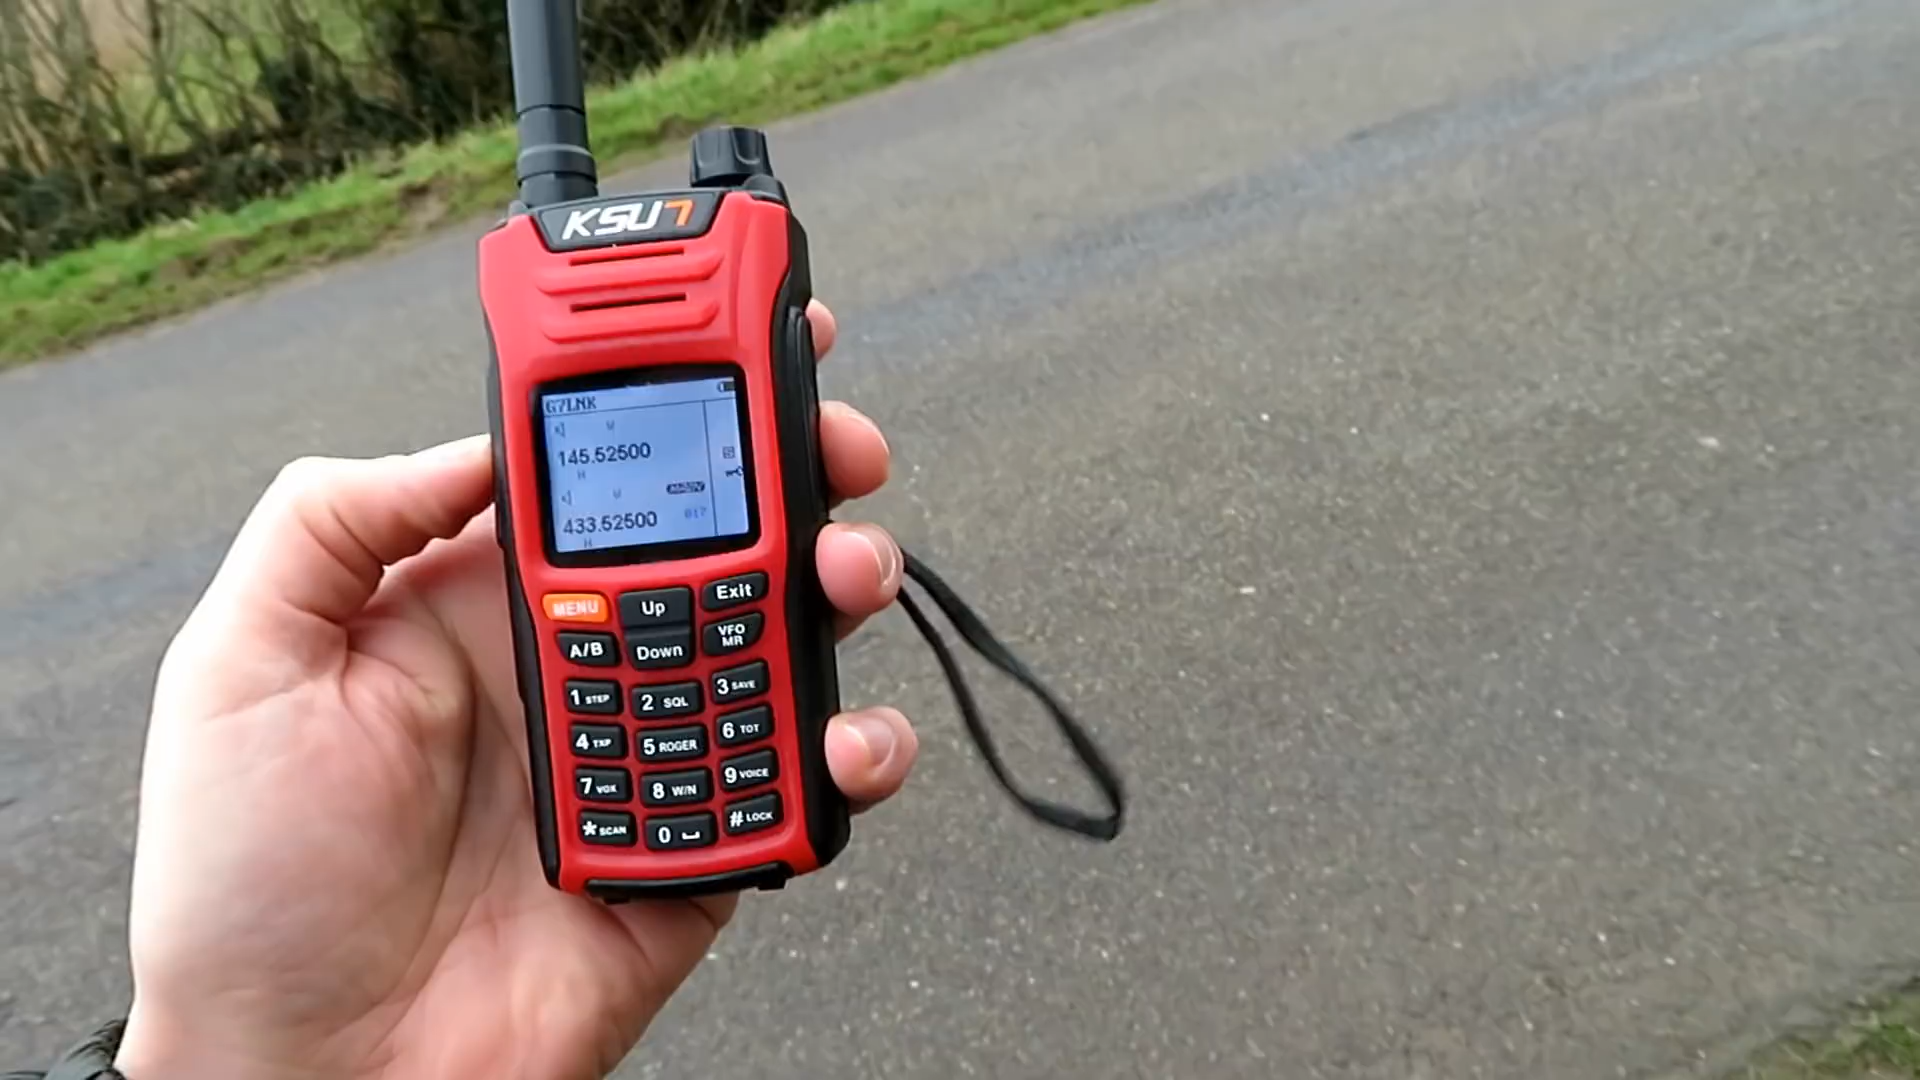 KSU7
G7LNK
145.52500
H
433.52500
H
MENU Up Exit
A/B Down VFO MR
1 STEP 2 SQL 3 SAVE
4 TXP 5 ROGER 6 TOT
7 VOX 8 W/N 9 VOICE
* SCAN 0 # LOCK